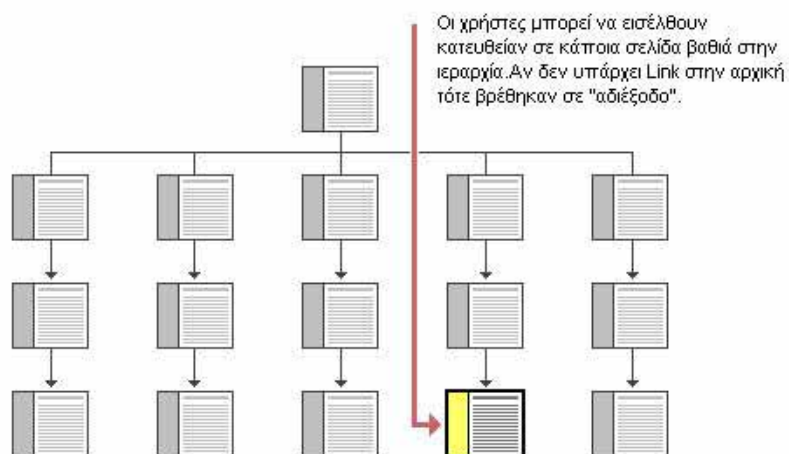 Οι χρήστες μπορεί να εισέλθουν
κατευθείαν σε κάποια σελίδα βαθιά στην
ιεραρχία.Αν δεν υπάρχει Link στην αρχική
τότε βρέθηκαν σε "αδιέξοδο".